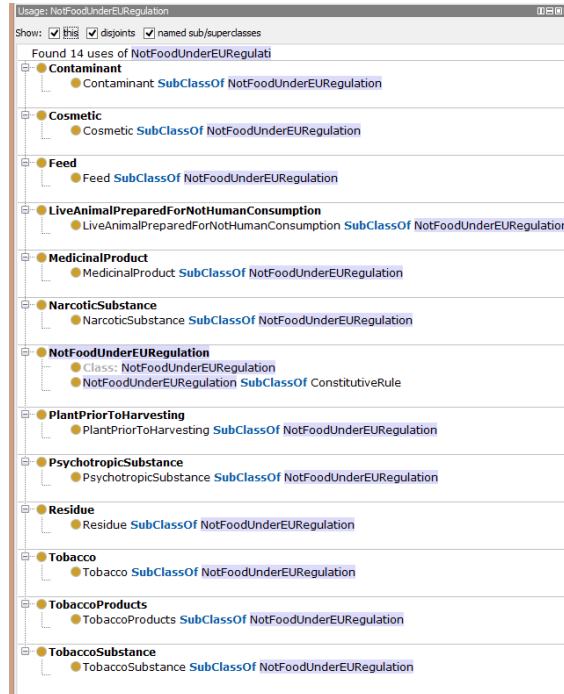 Usage: NotFoodUnderEURegulation
Show: this disjoints named sub/superclasses
Found 14 uses of NotFoodUnderEURegulati
Contaminant
Contaminant SubClassOf NotFoodUnderEURegulation
Cosmetic
Cosmetic SubClassOf NotFoodUnderEURegulation
Feed
Feed SubClassOf NotFoodUnderEURegulation
LiveAnimalPreparedForNotHumanConsumption
LiveAnimalPreparedForNotHumanConsumption SubClassOf NotFoodUnderEURegulation
MedicinalProduct
MedicinalProduct SubClassOf NotFoodUnderEURegulation
NarcoticSubstance
NarcoticSubstance SubClassOf NotFoodUnderEURegulation
NotFoodUnderEURegulation
Class: NotFoodUnderEURegulation
NotFoodUnderEURegulation SubClassOf ConstitutiveRule
PlantPriorToHarvesting
PlantPriorToHarvesting SubClassOf NotFoodUnderEURegulation
PsychotropicSubstance
PsychotropicSubstance SubClassOf NotFoodUnderEURegulation
Residue
Residue SubClassOf NotFoodUnderEURegulation
Tobacco
Tobacco SubClassOf NotFoodUnderEURegulation
TobaccoProducts
TobaccoProducts SubClassOf NotFoodUnderEURegulation
TobaccoSubstance
TobaccoSubstance SubClassOf NotFoodUnderEURegulation